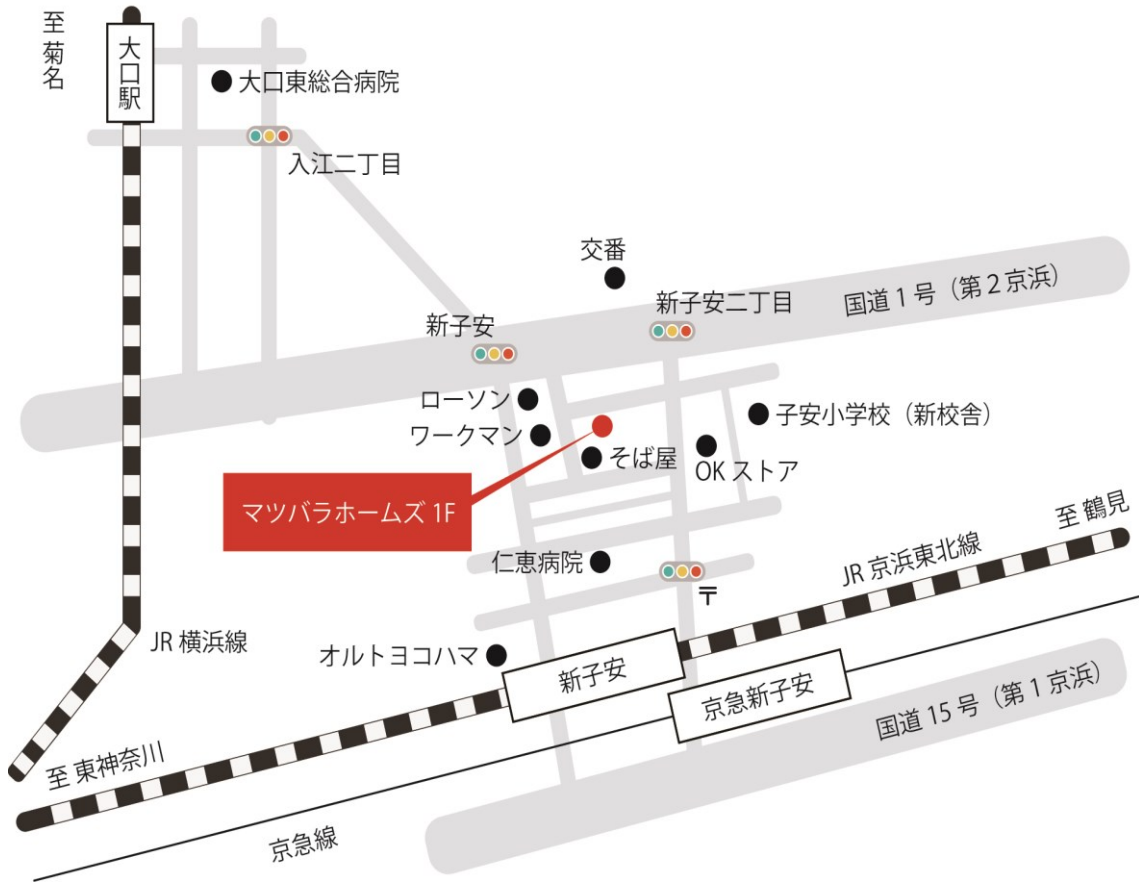 至 菊名
大口駅
大口東総合病院
入江二丁目
交番
新子安二丁目
国道 1 号（第 2 京浜）
新子安
ローソン
ワークマン
そば屋
OK ストア
子安小学校（新校舎）
マツバラホームズ 1F
仁恵病院
〒
JR 京浜東北線
至 鶴見
JR 横浜線
オルトヨコハマ
新子安
京急新子安
国道 15 号（第 1 京浜）
至 東神奈川
京急線